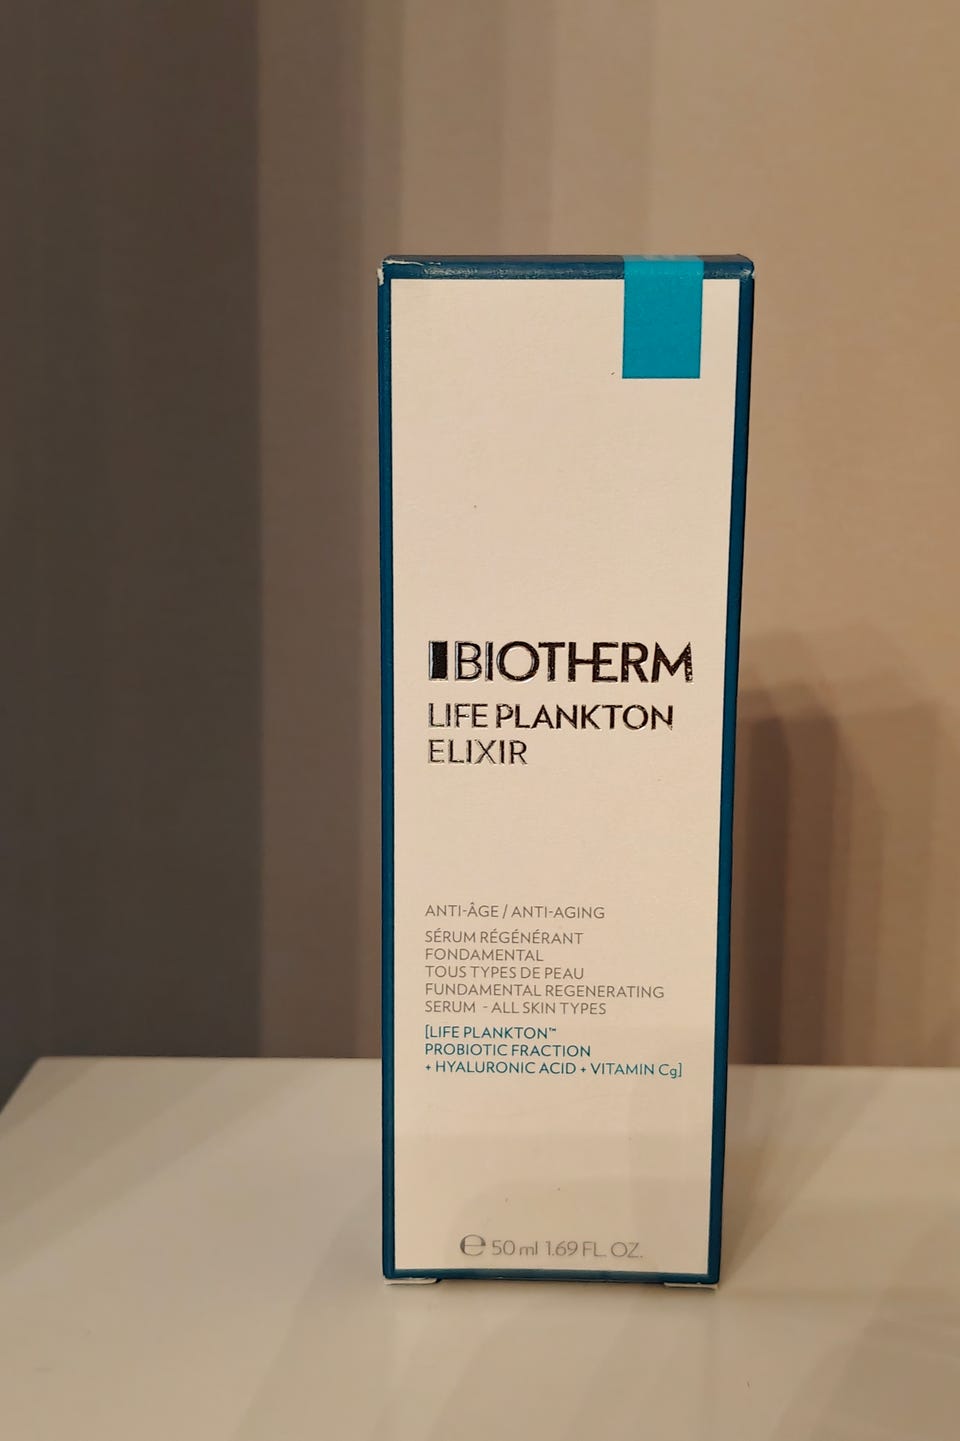 BIOTHERM
LIFE PLANKTON
ELIXIR
ANTI-ÂGE / ANTI-AGING
SÉRUM RÉGÉNÉRANT
FONDAMENTAL
TOUS TYPES DE PEAU
FUNDAMENTAL REGENERATING
SERUM - ALL SKIN TYPES
[LIFE PLANKTON™
PROBIOTIC FRACTION
+ HYALURONIC ACID + VITAMIN Cg]
℮ 50 ml 1.69 FL. OZ.